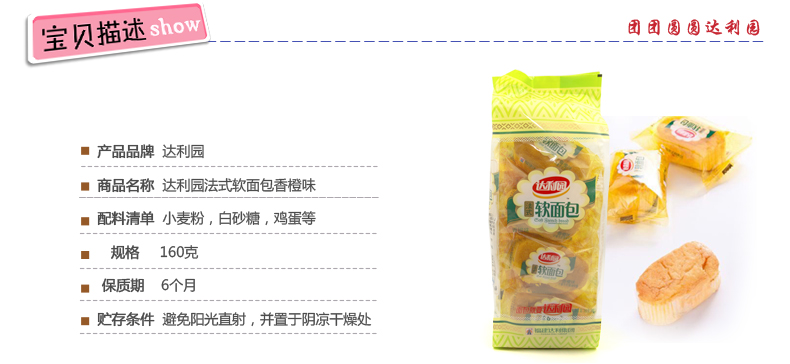 宝贝描述show
团团圆圆达利园
产品品牌 达利园
商品名称 达利园法式软面包香橙味
配料清单 小麦粉，白砂糖，鸡蛋等
规格 160克
保质期 6个月
贮存条件 避免阳光直射，并置于阴凉干燥处
达利园
软面包
达利园
软面包